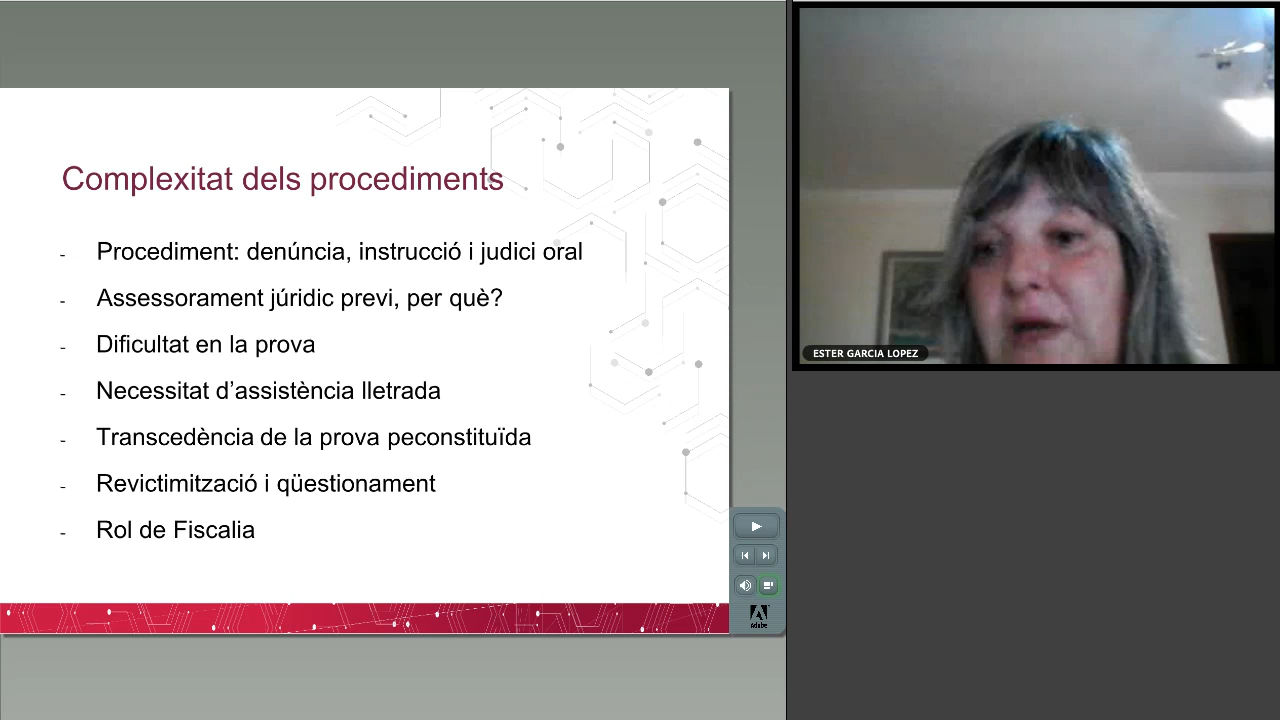 Complexitat dels procediments
- Procediment: denúncia, instrucció i judici oral
- Assessorament júridic previ, per què?
- Dificultat en la prova
- Necessitat d’assistència lletrada
- Transcedència de la prova peconstituïda
- Revictimització i qüestionament
- Rol de Fiscalia
Adobe
ESTER GARCIA LOPEZ